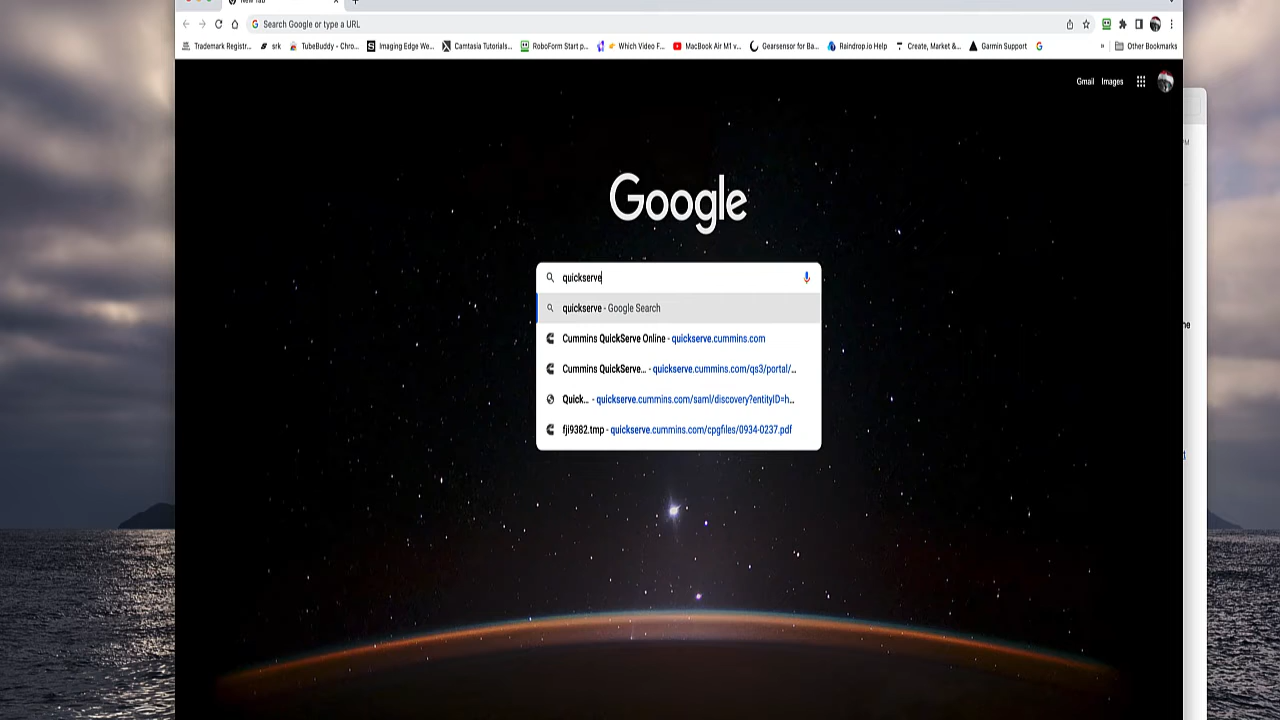 New Tab
Search Google or type a URL
Trademark Registr... srk TubeBuddy - Chro... Imaging Edge We... Camtasia Tutorials... RoboForm Start p... Which Video F... MacBook Air M1 v... Gearsensor for Ba... Raindrop.io Help Create, Market &... Garmin Support » Other Bookmarks
Gmail Images
Google
quickserve
quickserve - Google Search
Cummins QuickServe Online - quickserve.cummins.com
Cummins QuickServe... - quickserve.cummins.com/qs3/portal/...
Quick... - quickserve.cummins.com/saml/discovery?entityID=h...
fji9382.tmp - quickserve.cummins.com/cpgfiles/0934-0237.pdf